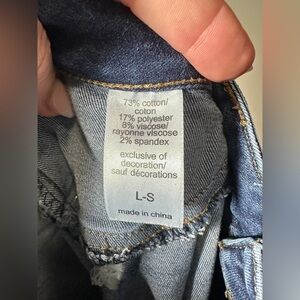 73% cotton/
coton
17% polyester
8% viscose/
rayonne viscose
2% spandex
exclusive of
decoration/
sauf décorations
L-S
made in china